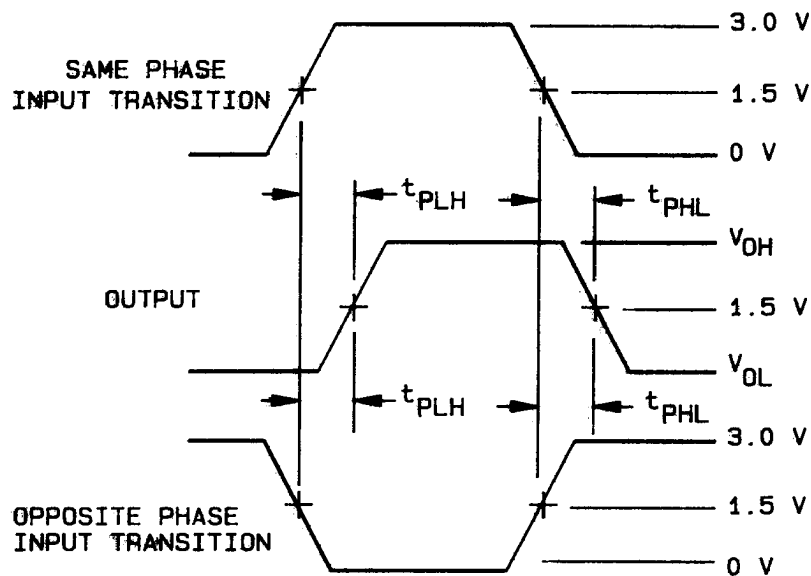 3.0 V
SAME PHASE
INPUT TRANSITION
1.5 V
0 V
tPLH
tPHL
VOH
OUTPUT
1.5 V
VOL
tPLH
tPHL
3.0 V
OPPOSITE PHASE
INPUT TRANSITION
1.5 V
0 V